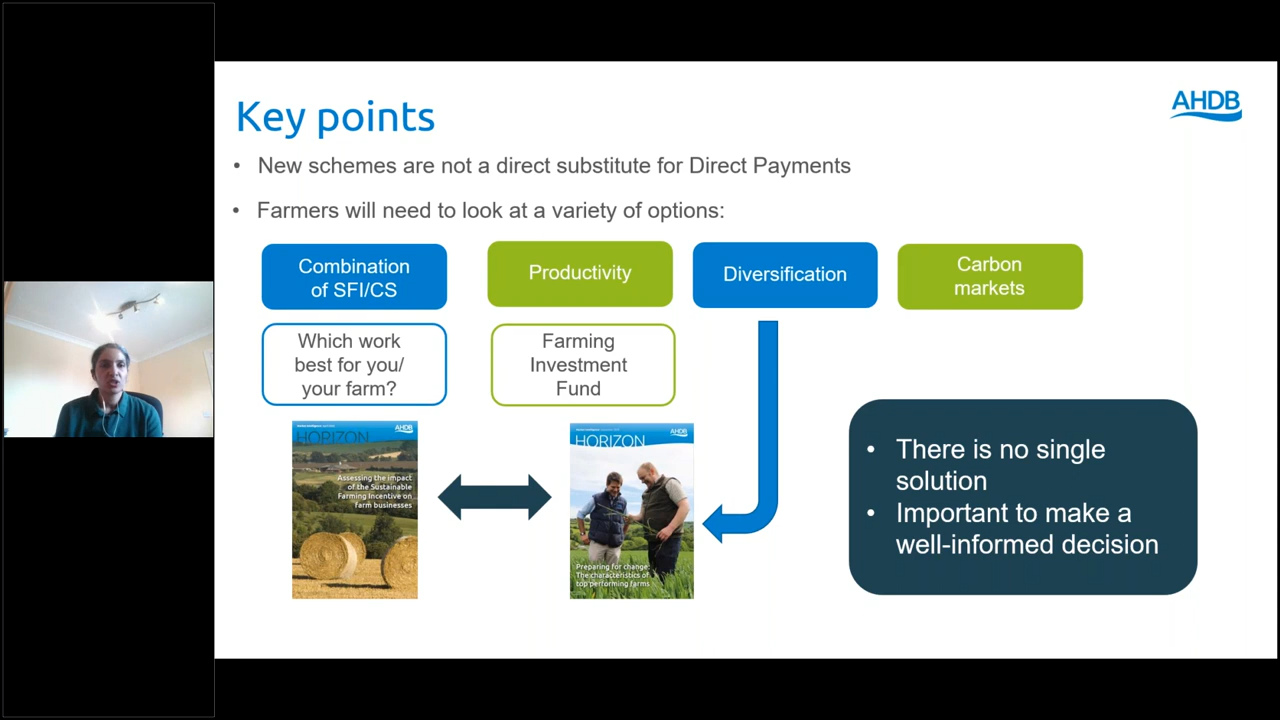 Key points
AHDB
• New schemes are not a direct substitute for Direct Payments
• Farmers will need to look at a variety of options:
Combination
of SFI/CS
Productivity
Diversification
Carbon
markets
Which work
best for you/
your farm?
Farming
Investment
Fund
HORIZON
AHDB
Assessing the impact
of the Sustainable
Farming Incentive on
farm businesses
HORIZON
AHDB
Preparing for change:
The characteristics of
top performing farms
• There is no single
solution
• Important to make a
well-informed decision